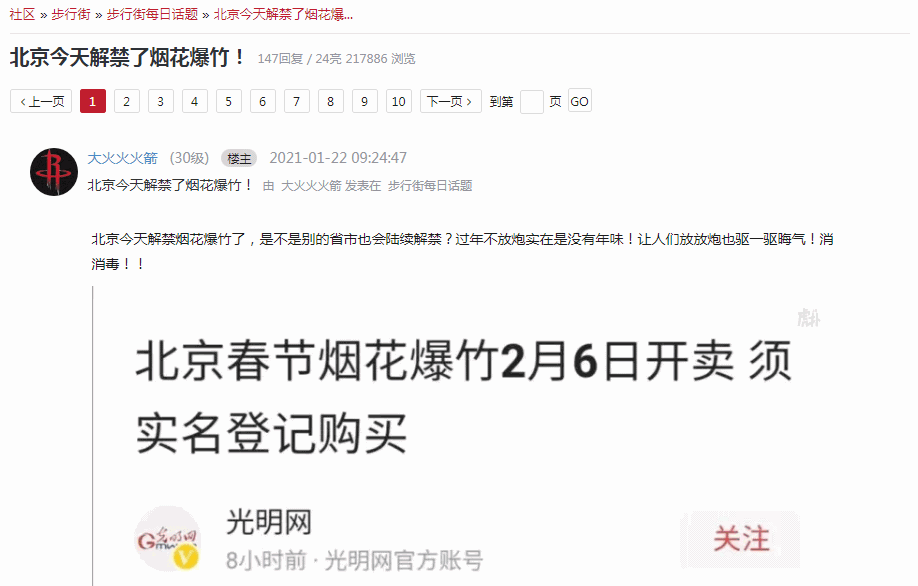 社区 » 步行街 » 步行街每日话题 » 北京今天解禁了烟花爆...
北京今天解禁了烟花爆竹！ 147回复 / 24亮 217886 浏览
‹ 上一页 1 2 3 4 5 6 7 8 9 10 下一页 › 到第 页 GO
大火火火箭 （30级） 楼主 2021-01-22 09:24:47
北京今天解禁了烟花爆竹！ 由 大火火火箭 发表在 步行街每日话题
北京今天解禁烟花爆竹了，是不是别的省市也会陆续解禁？过年不放炮实在是没有年味！让人们放放炮也驱一驱晦气！消
消毒！！
北京春节烟花爆竹2月6日开卖 须
实名登记购买
光明网
8小时前 · 光明网官方账号
关注